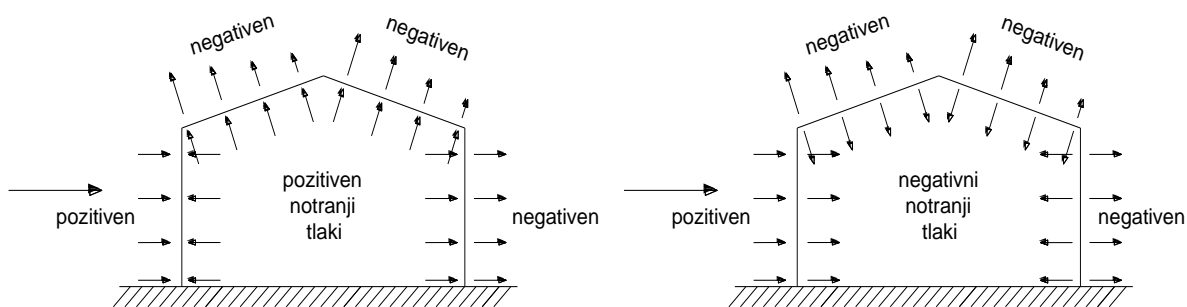 negativen
negativen
pozitiven
notranji
tlaki
pozitiven
negativen
negativen
negativen
negativni
notranji
tlaki
pozitiven
negativen